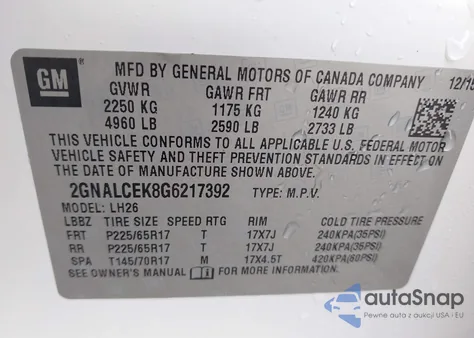 GM
MFD BY GENERAL MOTORS OF CANADA COMPANY 12/15
GVWR GAWR FRT GAWR RR
2250 KG 1175 KG 1240 KG
4960 LB 2590 LB 2733 LB
THIS VEHICLE CONFORMS TO ALL APPLICABLE U.S. FEDERAL MOTOR
VEHICLE SAFETY AND THEFT PREVENTION STANDARDS IN EFFECT ON
THE DATE OF MANUFACTURE SHOWN ABOVE.
2GNALCEK8G6217392 TYPE: M.P.V.
MODEL: LH26
LBBZ TIRE SIZE SPEED RTG RIM COLD TIRE PRESSURE
FRT P225/65R17 T 17X7J 240KPA(35PSI)
RR P225/65R17 T 17X7J 240KPA(35PSI)
SPA T145/70R17 M 17X4.5T 420KPA(60PSI)
SEE OWNER'S MANUAL FOR MORE INFORMATION.
autoSnap
Pewne auta z aukcji USA i EU